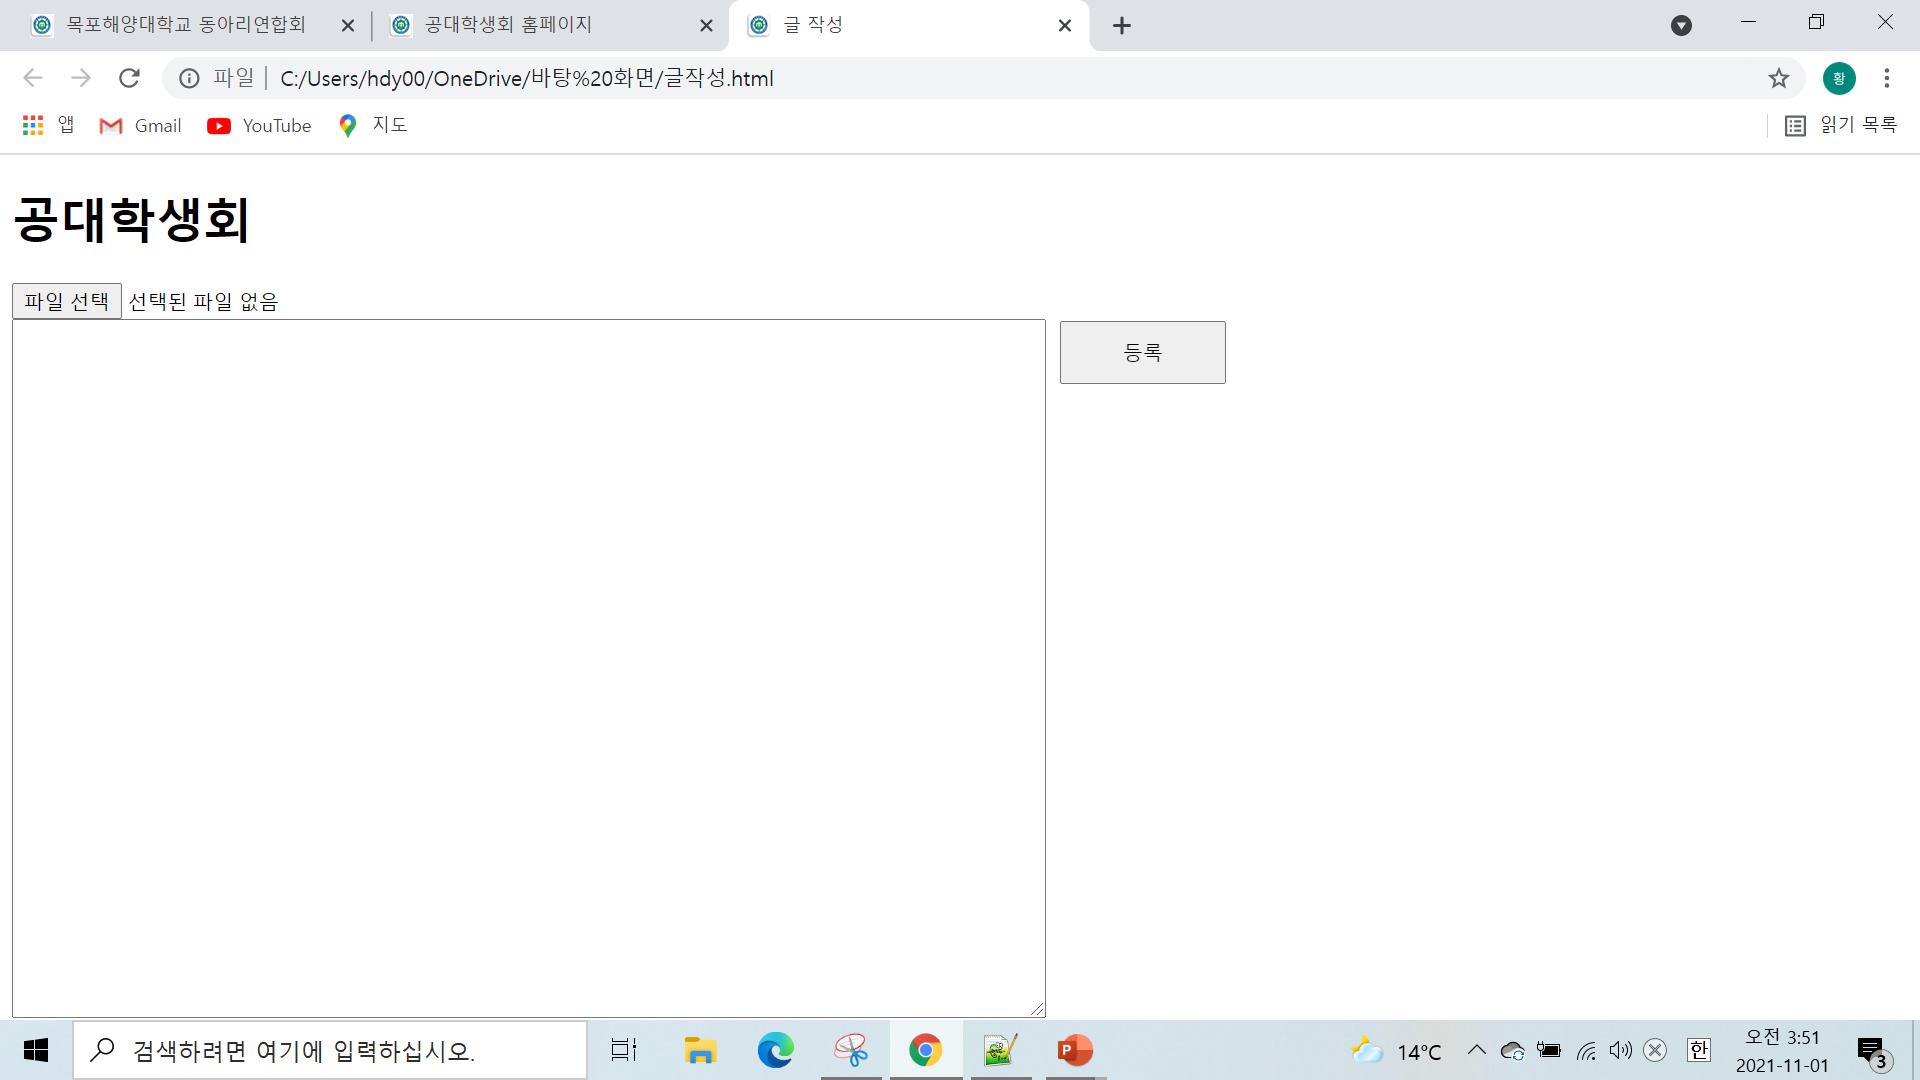 목포해양대학교 동아리연합회
공대학생회 홈페이지
글 작성
파일
C:/Users/hdy00/OneDrive/바탕%20화면/글작성.html
황
앱
Gmail
YouTube
지도
읽기 목록
공대학생회
파일 선택 선택된 파일 없음
등록
검색하려면 여기에 입력하십시오.
P
14°C
한
오전 3:51
2021-11-01
3